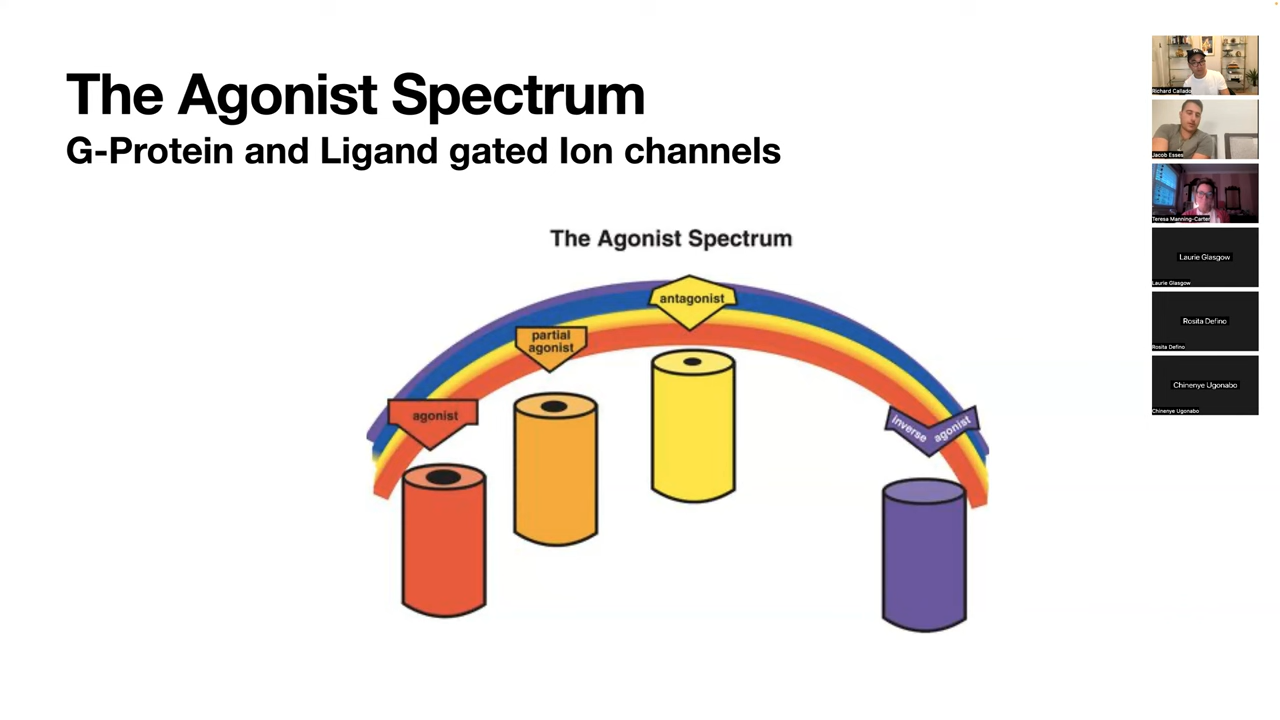 The Agonist Spectrum
G-Protein and Ligand gated Ion channels
The Agonist Spectrum
antagonist
partial
agonist
agonist
inverse agonist
Richard Callado
Jacob Esses
Teresa Manning-Carter
Laurie Glasgow
Laurie Glasgow
Rosita Defino
Rosita Defino
Chinenye Ugonabo
Chinenye Ugonabo